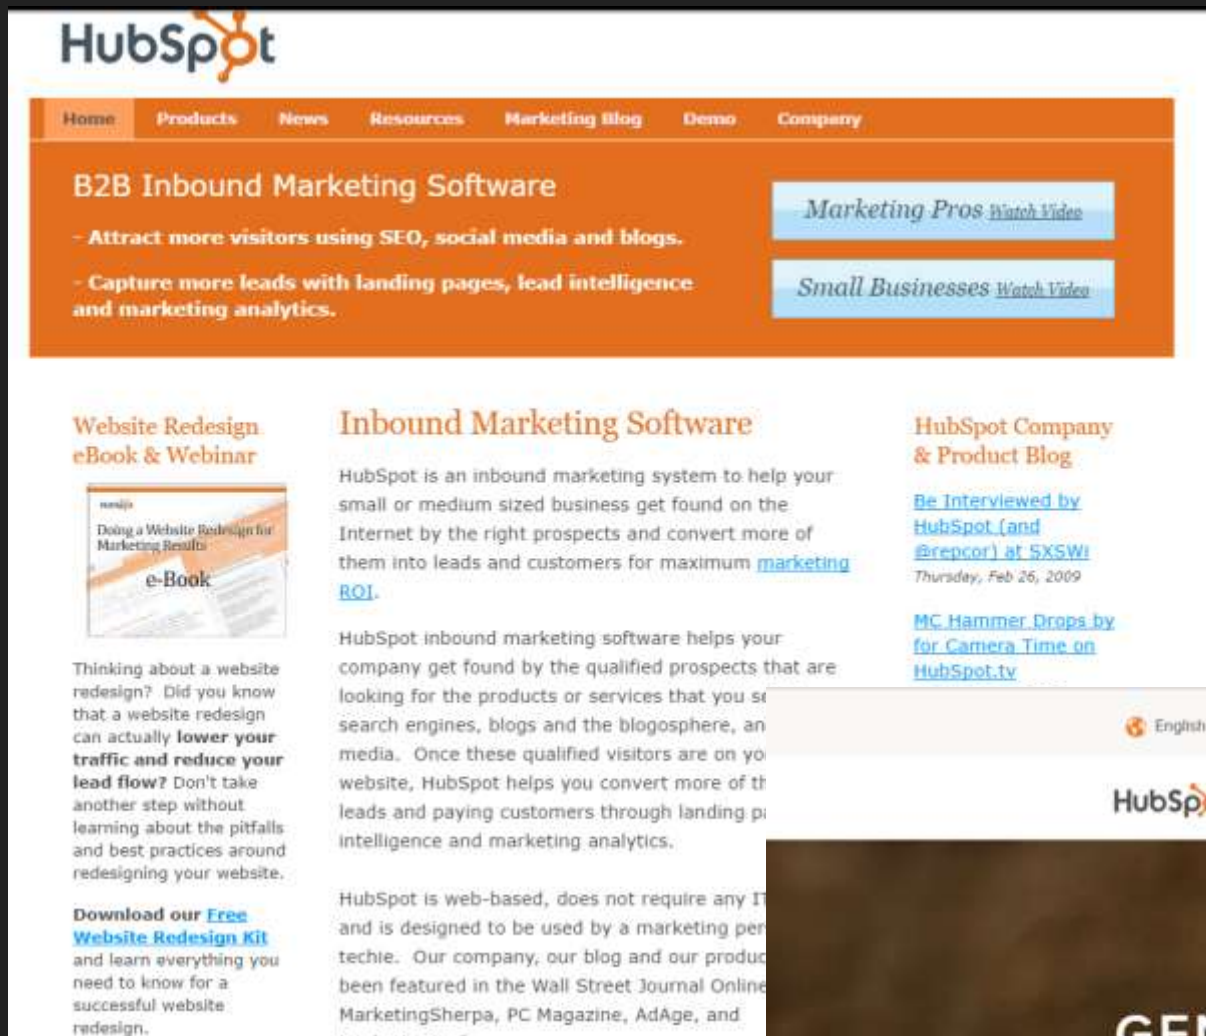 HubSpot
Home Products News Resources Marketing Blog Demo Company
B2B Inbound Marketing Software
- Attract more visitors using SEO, social media and blogs.
- Capture more leads with landing pages, lead intelligence
and marketing analytics.
Marketing Pros Watch Video
Small Businesses Watch Video
Website Redesign
eBook & Webinar
Doing a Website Redesign for
Marketing Results
e-Book
Thinking about a website
redesign? Did you know
that a website redesign
can actually lower your
traffic and reduce your
lead flow? Don't take
another step without
learning about the pitfalls
and best practices around
redesigning your website.
Download our Free
Website Redesign Kit
and learn everything you
need to know for a
successful website
redesign.
Inbound Marketing Software
HubSpot is an inbound marketing system to help your
small or medium sized business get found on the
Internet by the right prospects and convert more of
them into leads and customers for maximum marketing
ROI.
HubSpot inbound marketing software helps your
company get found by the qualified prospects that are
looking for the products or services that you
search engines, blogs and the blogosphere,
media. Once these qualified visitors are on
website, HubSpot helps you convert more of
leads and paying customers through landing
intelligence and marketing analytics.
HubSpot is web-based, does not require any
and is designed to be used by a marketing
techie. Our company, our blog and our
been featured in the Wall Street Journal Online
MarketingSherpa, PC Magazine, AdAge, and
HubSpot Company
& Product Blog
Be Interviewed by
HubSpot (and
@repcor) at SXSWi
Thursday, Feb 26, 2009
MC Hammer Drops by
for Camera Time on
HubSpot.tv
English
HubSp
GEN